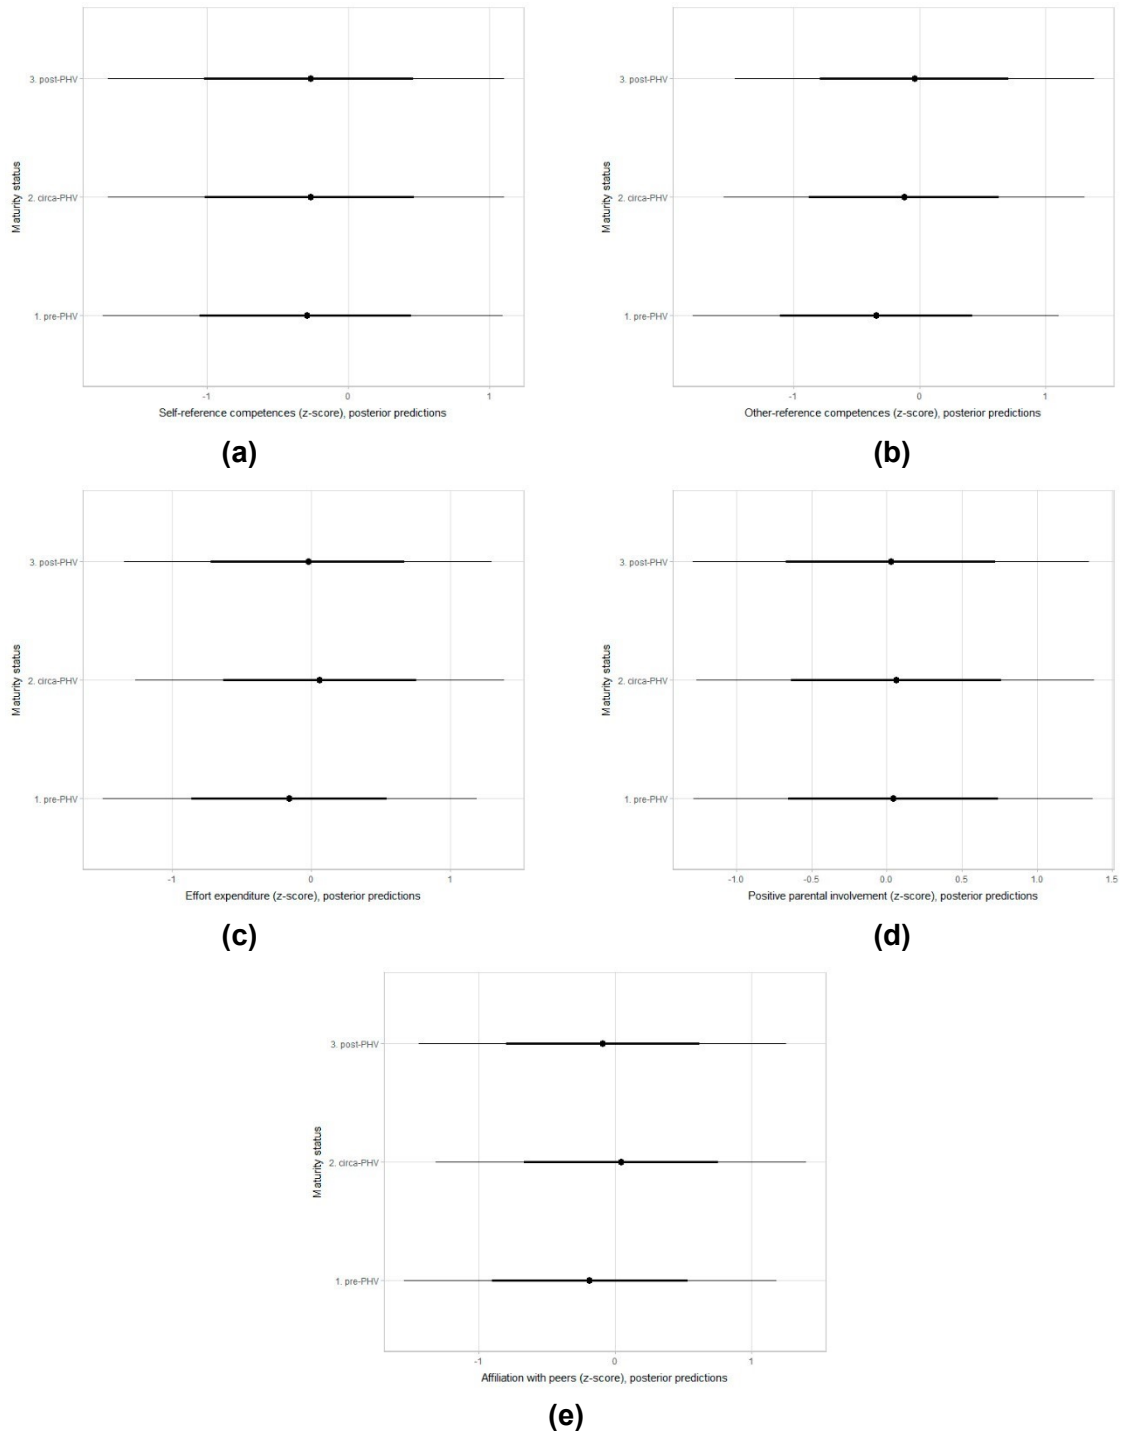 3. post-PHV
2. circa-PHV
1. pre-PHV
Maturity status
-1 0 1
Self-reference competences (z-score), posterior predictions
(a)
3. post-PHV
2. circa-PHV
1. pre-PHV
Maturity status
-1 0 1
Other-reference competences (z-score), posterior predictions
(b)
3. post-PHV
2. circa-PHV
1. pre-PHV
Maturity status
-1 0 1
Effort expenditure (z-score), posterior predictions
(c)
3. post-PHV
2. circa-PHV
1. pre-PHV
Maturity status
-1.0 -0.5 0.0 0.5 1.0 1.5
Positive parental involvement (z-score), posterior predictions
(d)
3. post-PHV
2. circa-PHV
1. pre-PHV
Maturity status
-1 0 1
Affiliation with peers (z-score), posterior predictions
(e)